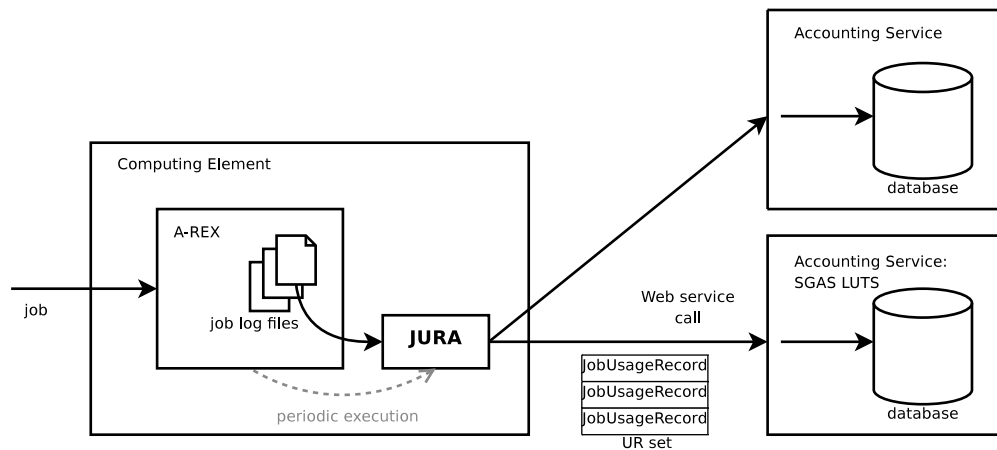 Accounting Service
database
Computing Element
A-REX
job log files
job
JURA
periodic execution
Web service
call
JobUsageRecord
JobUsageRecord
JobUsageRecord
UR set
Accounting Service:
SGAS LUTS
database